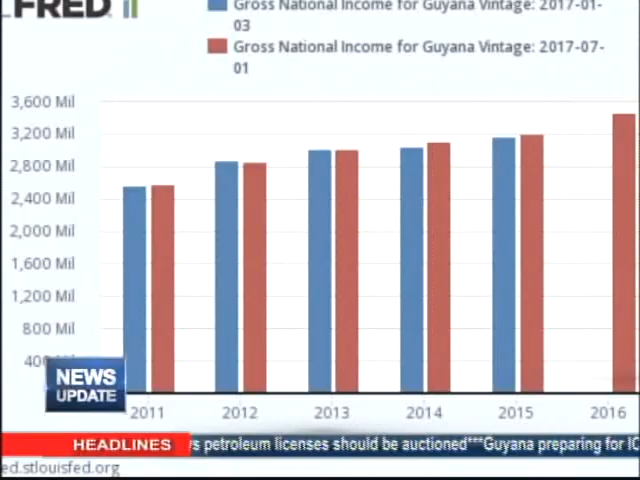 FRED
Gross National Income for Guyana Vintage: 2017-01-
03
Gross National Income for Guyana Vintage: 2017-07-
01
3,600 Mil
3,200 Mil
2,800 Mil
2,400 Mil
2,000 Mil
1,600 Mil
1,200 Mil
800 Mil
NEWS
UPDATE
2011
2012
2013
2014
2015
2016
HEADLINES
petroleum licenses should be auctioned***Guyana preparing for
ed.stlouisfed.org